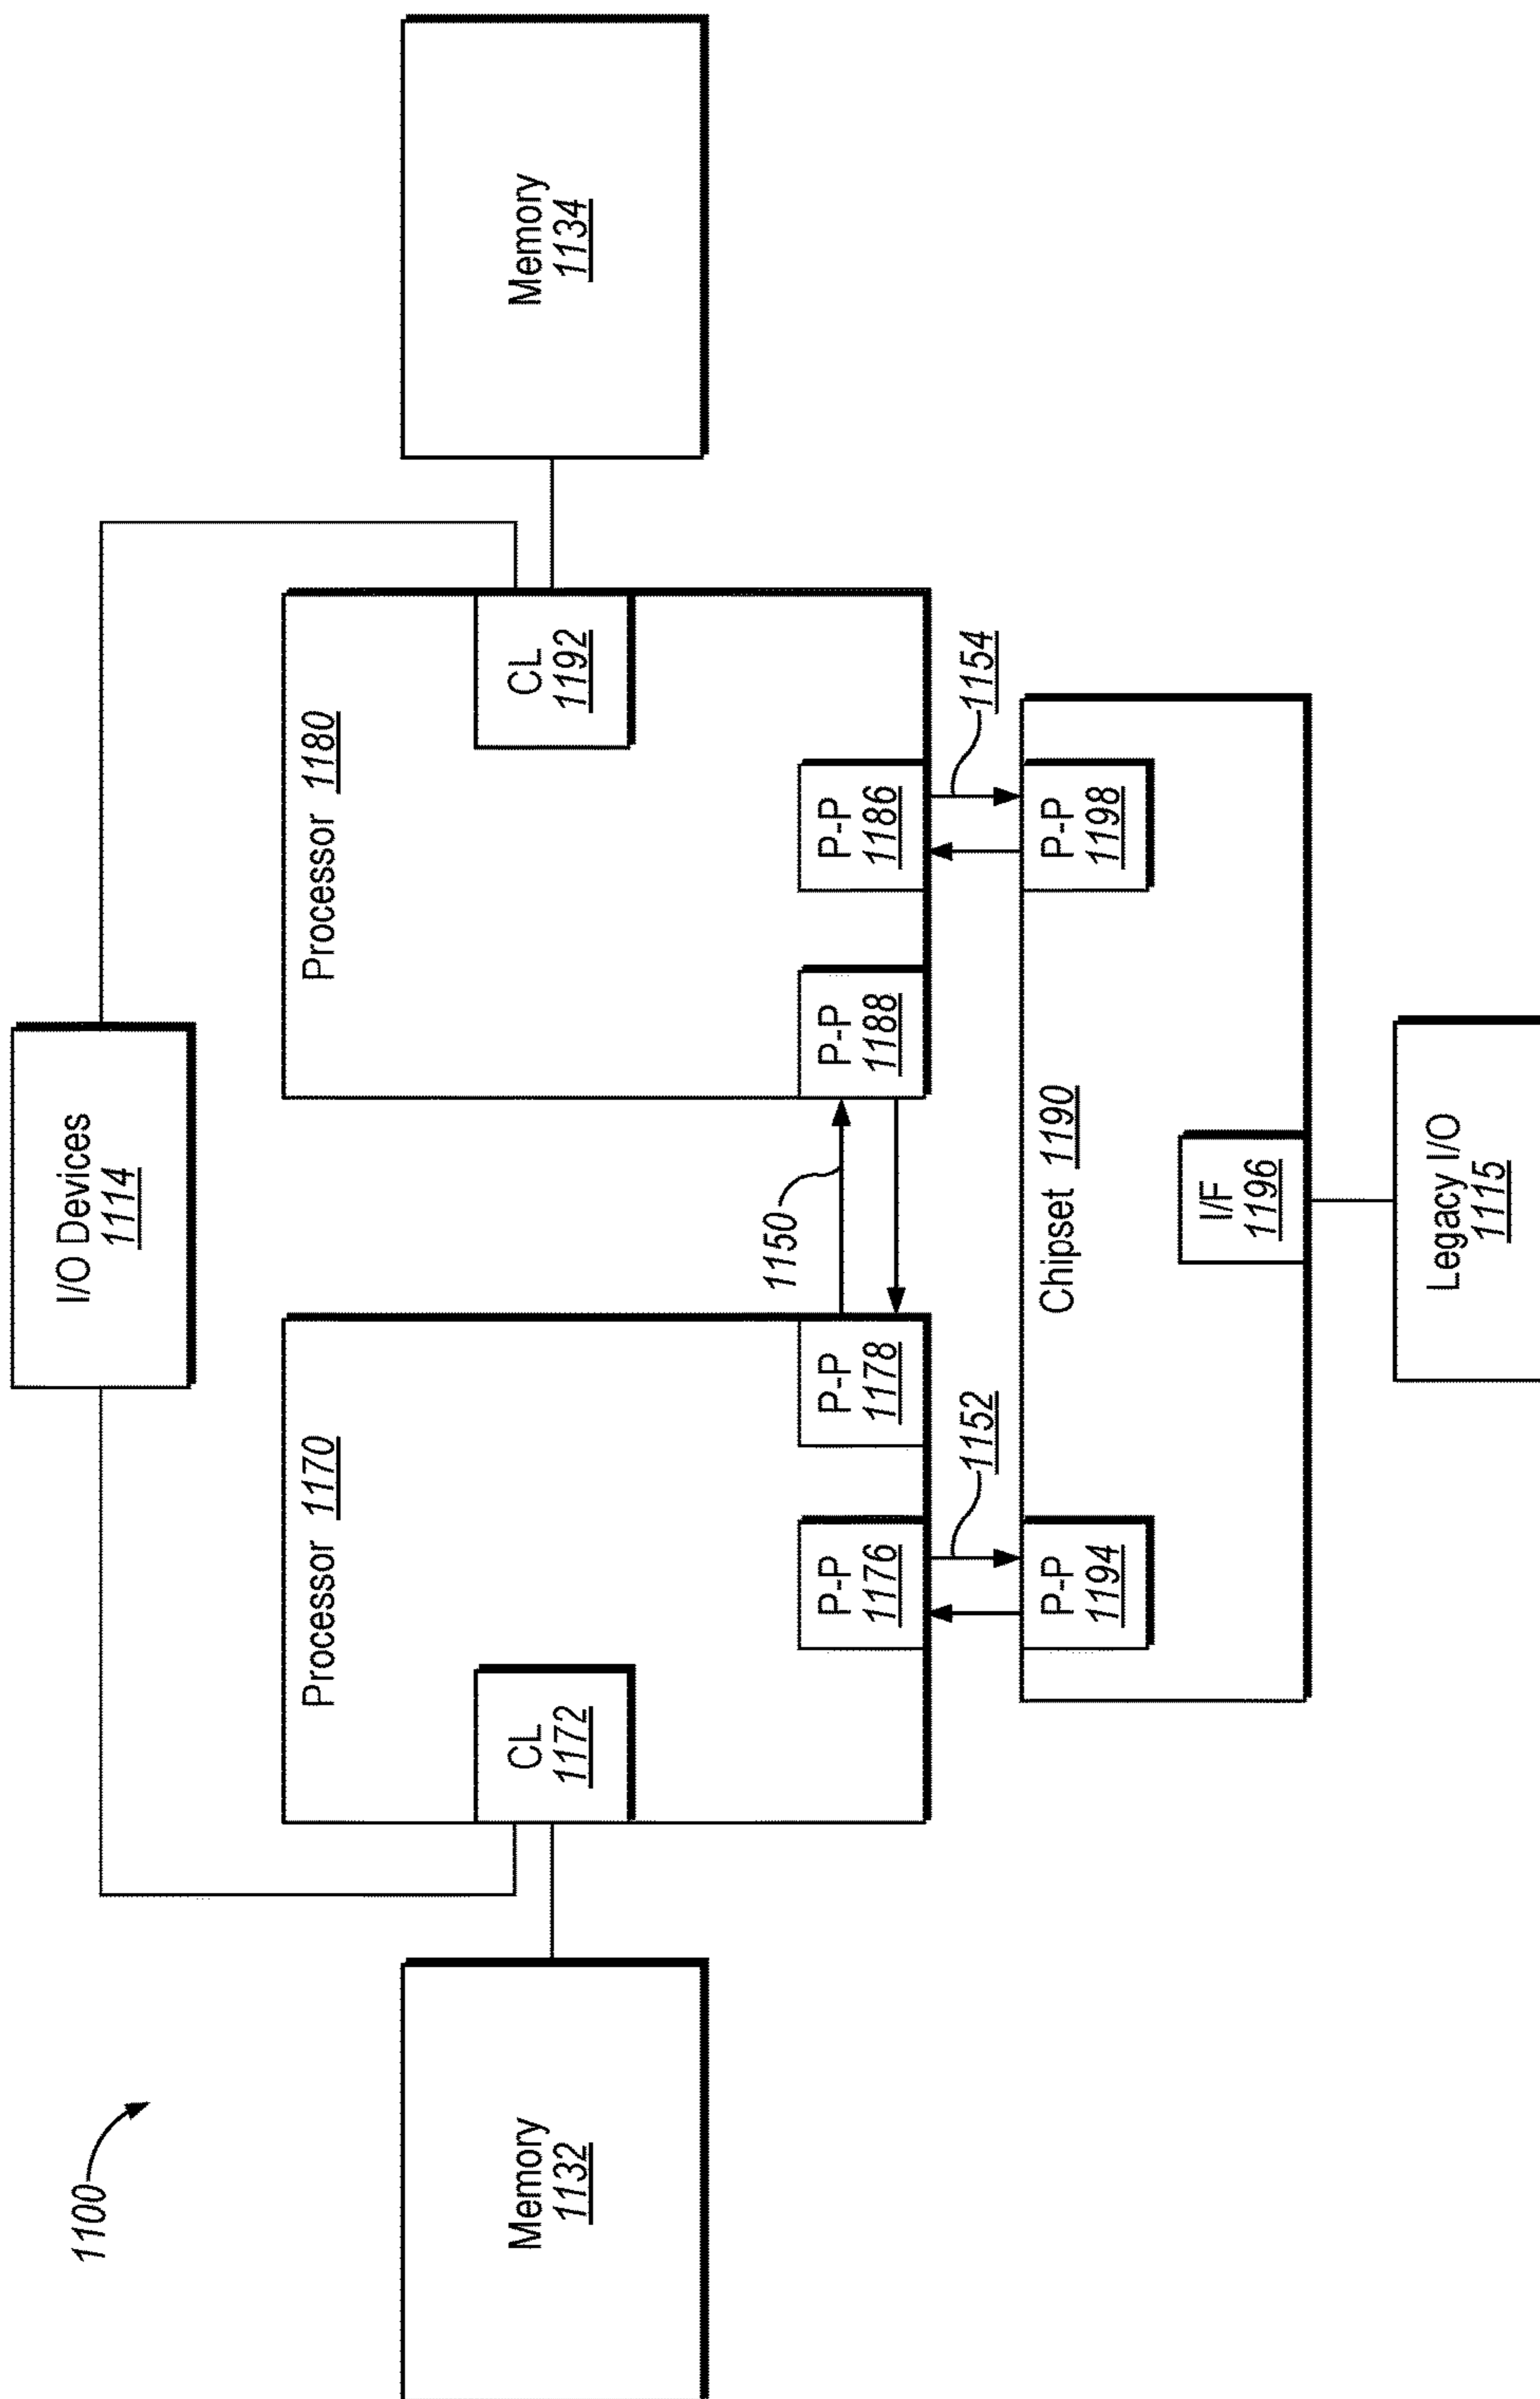 1100
I/O Devices
1114
Memory
1132
Processor 1170
CL
1172
P-P
1176
P-P
1178
1150
Processor 1180
CL
1192
P-P
1188
P-P
1186
Memory
1134
1152
1154
P-P
1194
Chipset 1190
P-P
1198
I/F
1196
Legacy I/O
1115